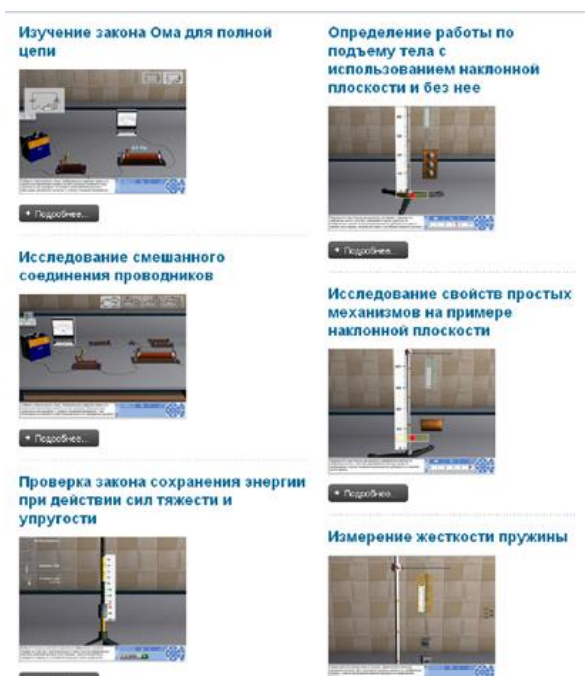 Изучение закона Ома для полной
цепи
Подробнее...
Исследование смешанного
соединения проводников
Подробнее...
Проверка закона сохранения энергии
при действии сил тяжести и
упругости
Определение работы по
подъему тела с
использованием наклонной
плоскости и без нее
Подробнее...
Исследование свойств простых
механизмов на примере
наклонной плоскости
Подробнее...
Измерение жесткости пружины